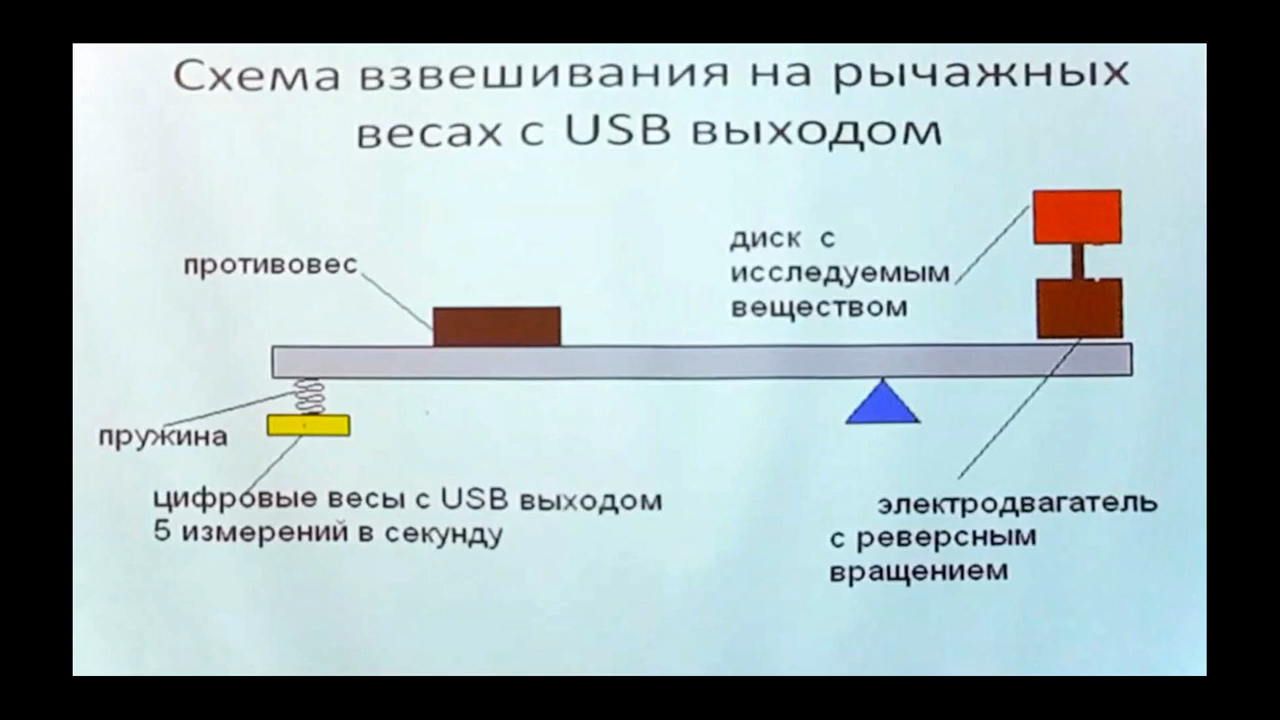 Схема взвешивания на рычажных
весах с USB выходом
противовес
диск с
исследуемым
веществом
пружина
цифровые весы с USB выходом
5 измерений в секунду
электродвагатель
с реверсным
вращением